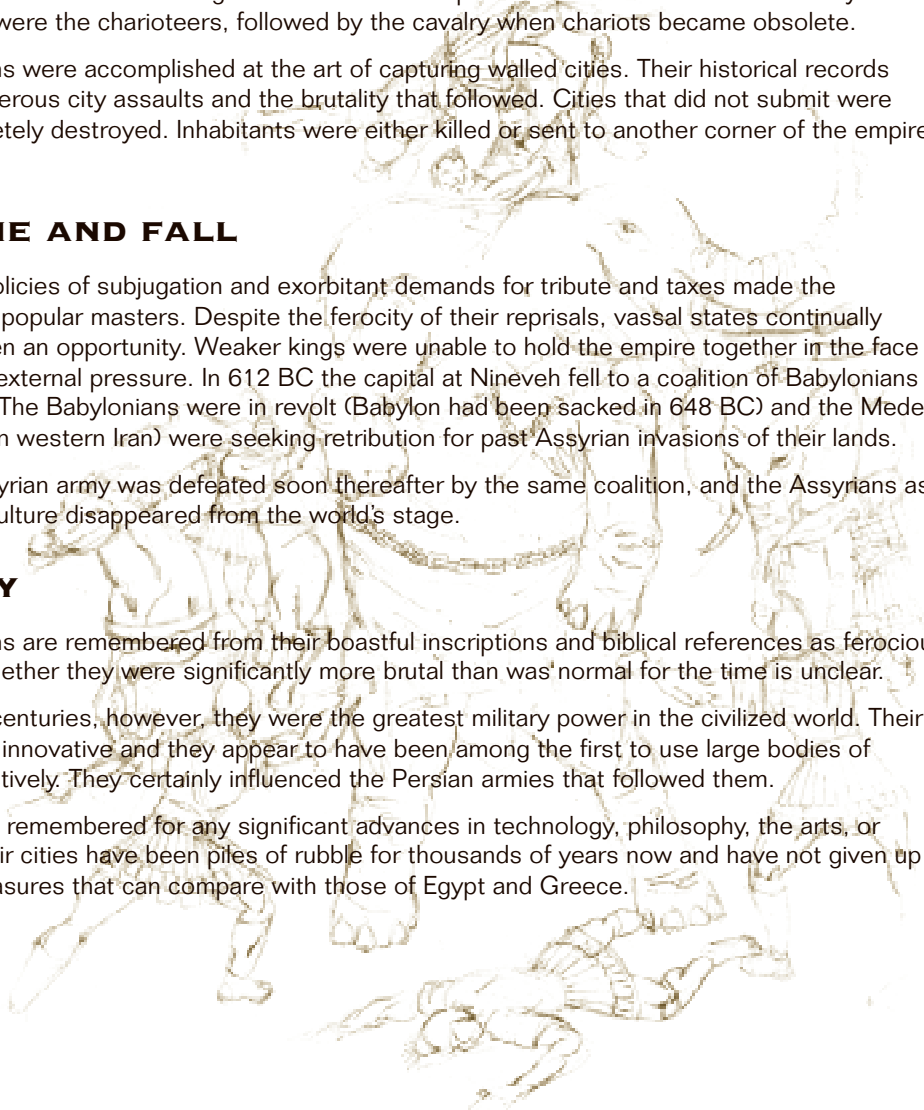 were the charioteers, followed by the cavalry when chariots became obsolete.
ns were accomplished at the art of capturing walled cities. Their historical records
erous city assaults and the brutality that followed. Cities that did not submit were
etely destroyed. Inhabitants were either killed or sent to another corner of the empire
NE AND FALL
olicies of subjugation and exorbitant demands for tribute and taxes made the
popular masters. Despite the ferocity of their reprisals, vassal states continually
en an opportunity. Weaker kings were unable to hold the empire together in the face
external pressure. In 612 BC the capital at Nineveh fell to a coalition of Babylonians
The Babylonians were in revolt (Babylon had been sacked in 648 BC) and the Mede
n western Iran) were seeking retribution for past Assyrian invasions of their lands.
yrian army was defeated soon thereafter by the same coalition, and the Assyrians as
ulture disappeared from the world's stage.
Y
ns are remembered from their boastful inscriptions and biblical references as ferociou
ether they were significantly more brutal than was normal for the time is unclear.
centuries, however, they were the greatest military power in the civilized world. Their
innovative and they appear to have been among the first to use large bodies of
tively. They certainly influenced the Persian armies that followed them.
remembered for any significant advances in technology, philosophy, the arts, or
ir cities have been piles of rubble for thousands of years now and have not given up
asures that can compare with those of Egypt and Greece.